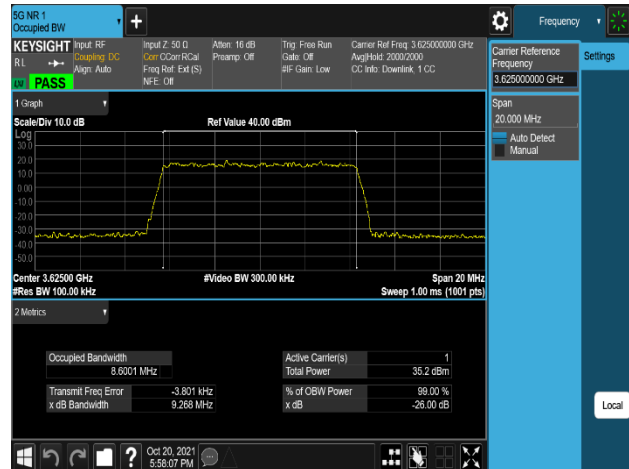 5G NR 1
Occupied BW
Frequency
KEYSIGHT
Input: RF
Coupling: DC
Align: Auto
Input Z: 50 Ω
Corr CCorr RCal
Freq Ref: Ext (S)
NFE: Off
Atten: 16 dB
Preamp: Off
Trig: Free Run
Gate: Off
#IF Gain: Low
Carrier Ref Freq: 3.625000000 GHz
Avg|Hold: 2000/2000
CC Info: Downlink, 1 CC
RL
LW PASS
Carrier Reference
Frequency
3.625000000 GHz
Settings
Span
20.000 MHz
Auto Detect
Manual
1 Graph
Scale/Div 10.0 dB
Ref Value 40.00 dBm
Log
30.0
20.0
10.0
0.00
-10.0
-20.0
-30.0
-40.0
-50.0
Center 3.62500 GHz
#Video BW 300.00 kHz
Span 20 MHz
#Res BW 100.00 kHz
Sweep 1.00 ms (1001 pts)
2 Metrics
Occupied Bandwidth
8.6001 MHz
Active Carrier(s) 1
Total Power 35.2 dBm
Transmit Freq Error -3.801 kHz
% of OBW Power 99.00 %
x dB Bandwidth 9.268 MHz
x dB -26.00 dB
Local
?
Oct 20, 2021
5:58:07 PM